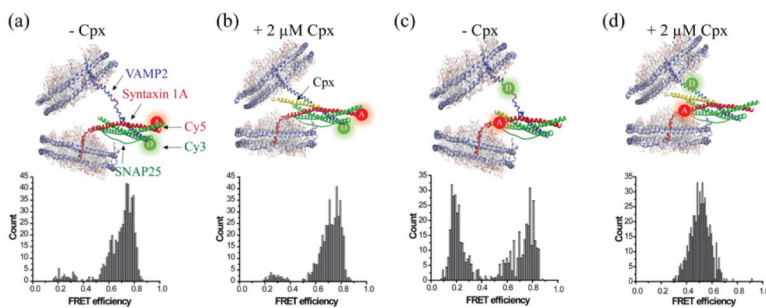 (a) (b) (c) (d)
- Cpx + 2 µM Cpx - Cpx + 2 µM Cpx
VAMP2
Cpx
D
D
Syntaxin 1A
A
A
A
A
Cy5
D
D
Cy3
SNAP25
45 45 35 35
40 40 30 30
35 35 25 25
30 30 20 20
25 25 15 15
20 20 10 10
15 15 5 5
10 10 0 0
5 5
0 0
Count Count Count Count
0.0 0.2 0.4 0.6 0.8 1.0 0.0 0.2 0.4 0.6 0.8 1.0 0.0 0.2 0.4 0.6 0.8 1.0 0.0 0.2 0.4 0.6 0.8 1.0
FRET efficiency FRET efficiency FRET efficiency FRET efficiency